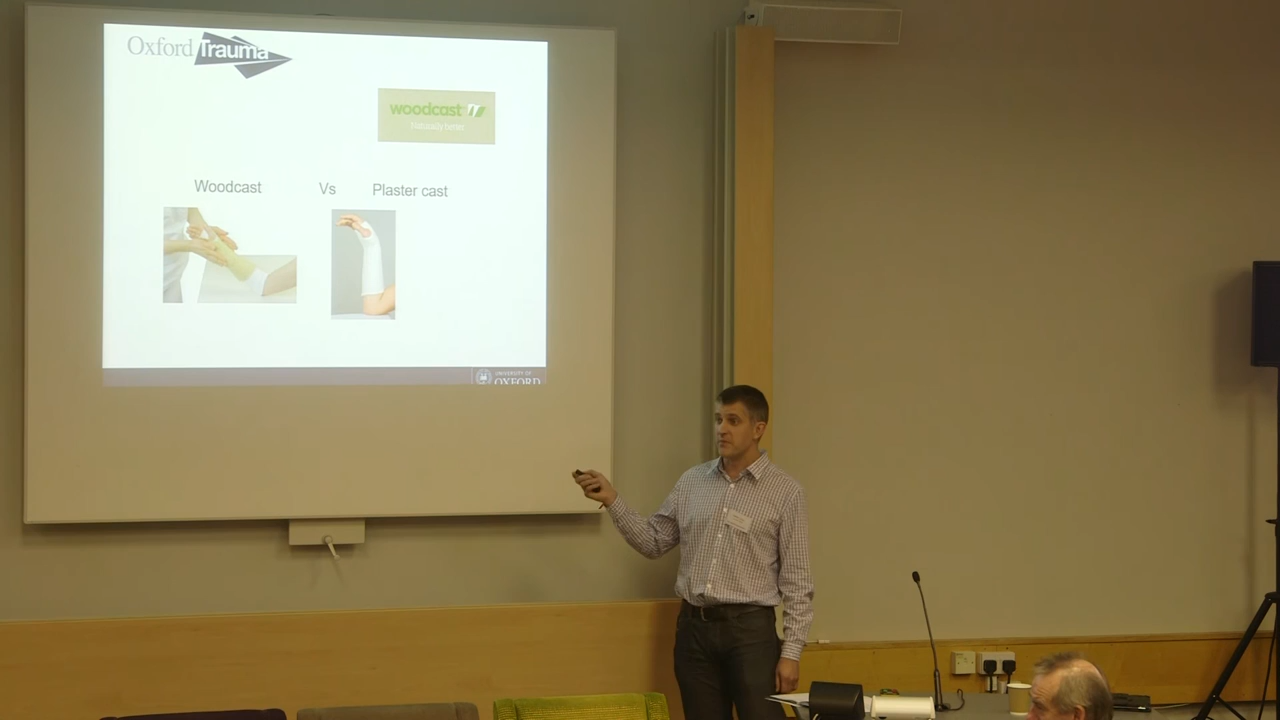 Oxford Trauma
woodcast
Woodcast Vs Plaster cast
UNIVERSITY OF
OXFORD